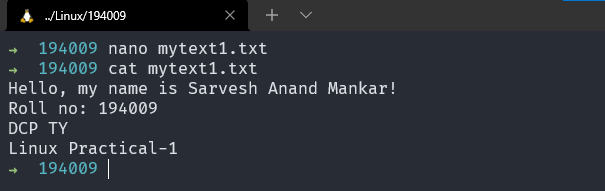 ../Linux/194009
→ 194009 nano mytext1.txt
→ 194009 cat mytext1.txt
Hello, my name is Sarvesh Anand Mankar!
Roll no: 194009
DCP TY
Linux Practical-1
→ 194009